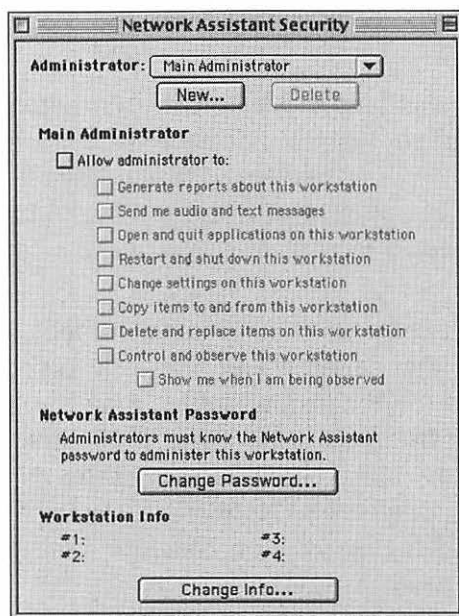 Network Assistant Security
Administrator: Main Administrator
New... Delete
Main Administrator
Allow administrator to:
Generate reports about this workstation
Send me audio and text messages
Open and quit applications on this workstation
Restart and shut down this workstation
Change settings on this workstation
Copy items to and from this workstation
Delete and replace items on this workstation
Control and observe this workstation
Show me when I am being observed
Network Assistant Password
Administrators must know the Network Assistant
password to administer this workstation.
Change Password...
Workstation Info
#1: #3:
#2: #4:
Change Info...